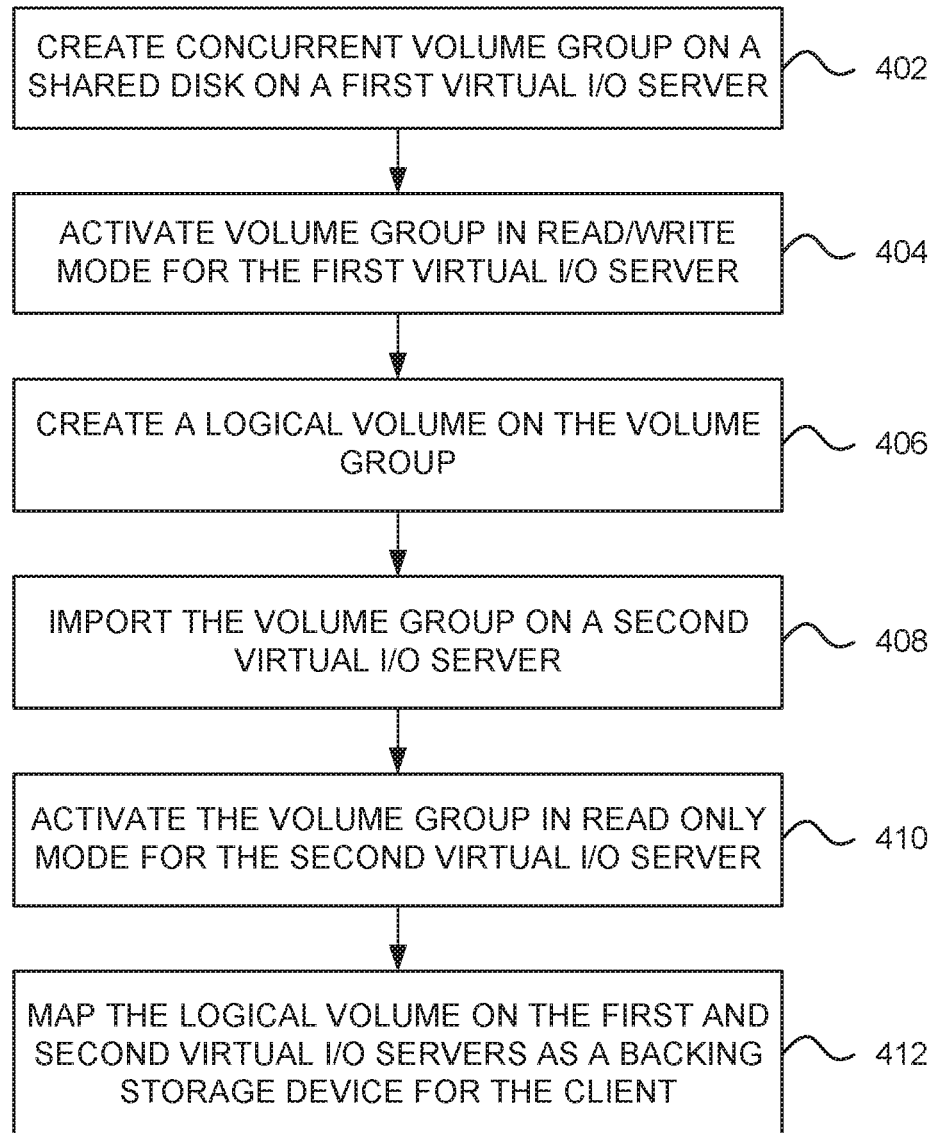 CREATE CONCURRENT VOLUME GROUP ON A
SHARED DISK ON A FIRST VIRTUAL I/O SERVER
402
ACTIVATE VOLUME GROUP IN READ/WRITE
MODE FOR THE FIRST VIRTUAL I/O SERVER
404
CREATE A LOGICAL VOLUME ON THE VOLUME
GROUP
406
IMPORT THE VOLUME GROUP ON A SECOND
VIRTUAL I/O SERVER
408
ACTIVATE THE VOLUME GROUP IN READ ONLY
MODE FOR THE SECOND VIRTUAL I/O SERVER
410
MAP THE LOGICAL VOLUME ON THE FIRST AND
SECOND VIRTUAL I/O SERVERS AS A BACKING
STORAGE DEVICE FOR THE CLIENT
412